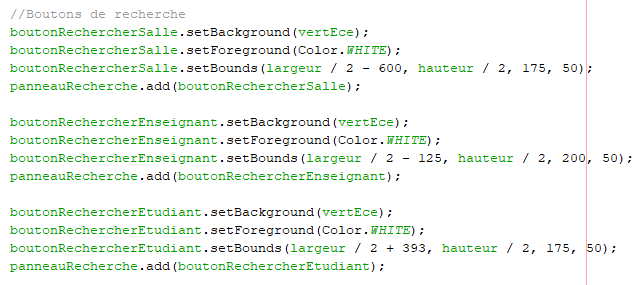 //Boutons de recherche
boutonRechercherSalle.setBackground(vertEce);
boutonRechercherSalle.setForeground(Color.WHITE);
boutonRechercherSalle.setBounds(largeur / 2 - 600, hauteur / 2, 175, 50);
panneauRecherche.add(boutonRechercherSalle);
boutonRechercherEnseignant.setBackground(vertEce);
boutonRechercherEnseignant.setForeground(Color.WHITE);
boutonRechercherEnseignant.setBounds(largeur / 2 - 125, hauteur / 2, 200, 50);
panneauRecherche.add(boutonRechercherEnseignant);
boutonRechercherEtudiant.setBackground(vertEce);
boutonRechercherEtudiant.setForeground(Color.WHITE);
boutonRechercherEtudiant.setBounds(largeur / 2 + 393, hauteur / 2, 175, 50);
panneauRecherche.add(boutonRechercherEtudiant);